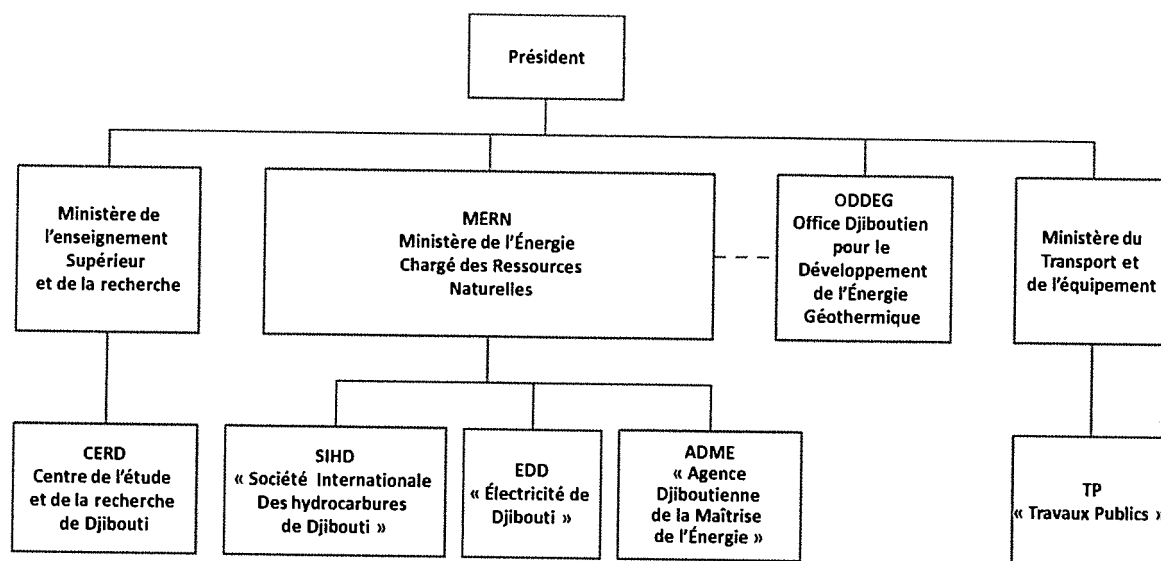 Président
Ministère de
l'enseignement
Supérieur
et de la recherche
MERN
Ministère de l'Énergie
Chargé des Ressources
Naturelles
ODDEG
Office Djiboutien
pour le
Développement
de l'Énergie
Géothermique
Ministère du
Transport et
de l'équipement
CERD
Centre de l'étude
et de la recherche
de Djibouti
SIHD
« Société Internationale
Des hydrocarbures
de Djibouti »
EDD
« Électricité de
Djibouti »
ADME
« Agence
Djiboutienne
de la Maîtrise
de l'Énergie »
TP
« Travaux Publics »